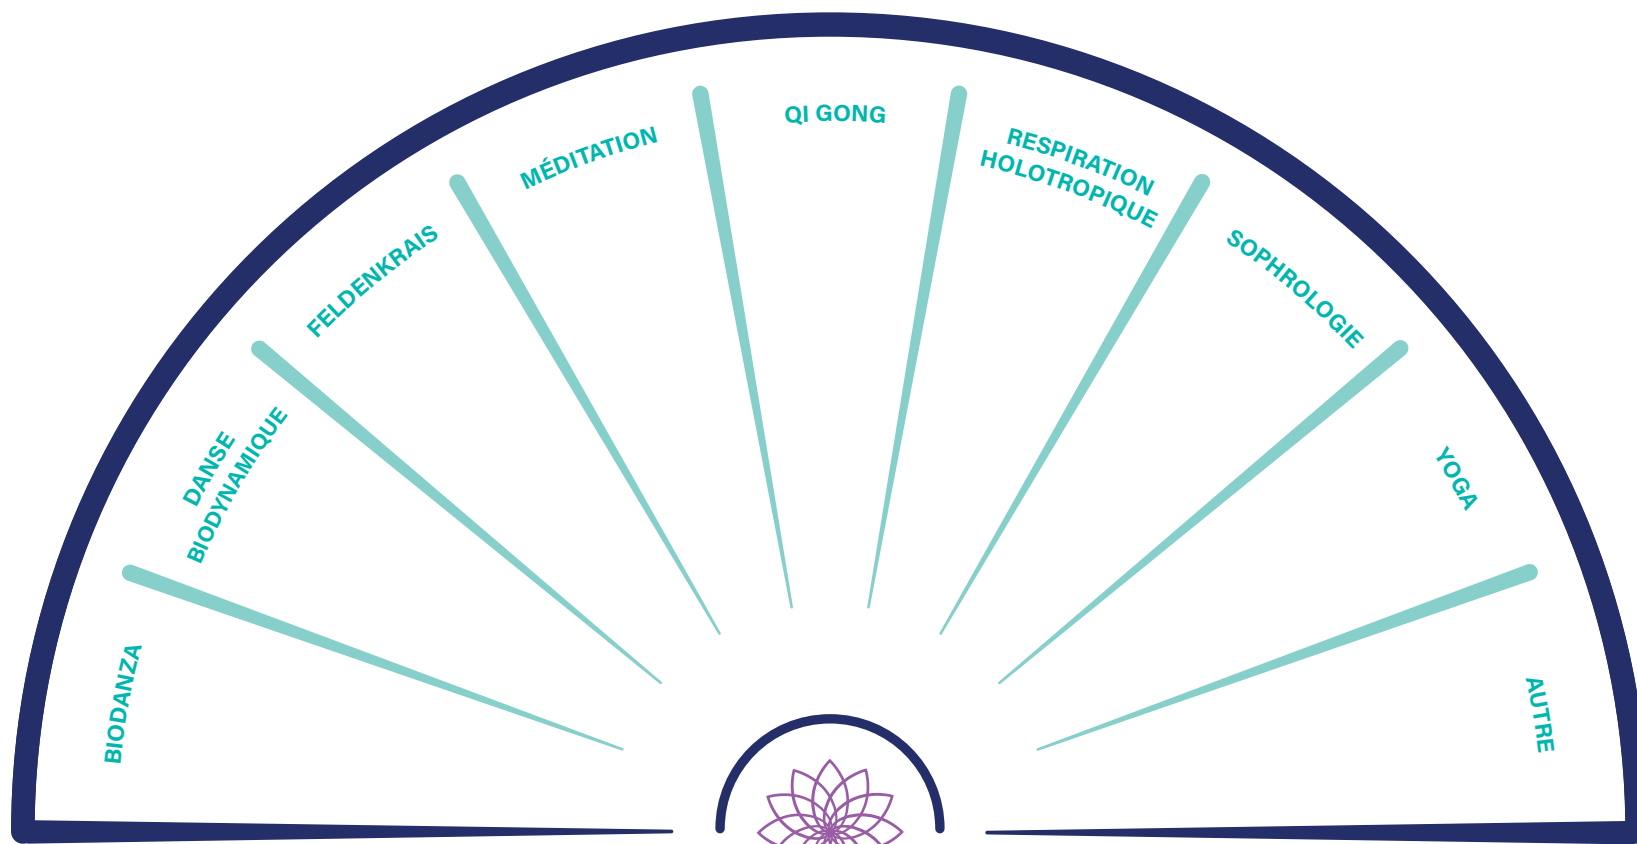 BIODANZA
DANSE
BIODYNAMIQUE
FELDENKRAIS
MÉDITATION
QI GONG
RESPIRATION
HOLOTROPIQUE
SOPHROLOGIE
YOGA
AUTRE